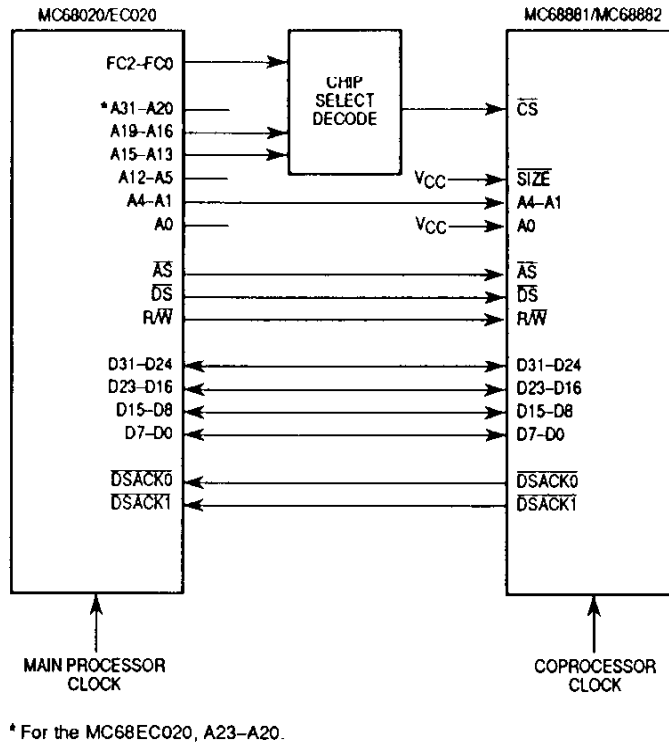 MC68020/EC020
MC68881/MC68882
FC2–FC0
*A31–A20
A19–A16
A15–A13
A12–A5
A4–A1
A0
AS
DS
R/W
D31–D24
D23–D16
D15–D8
D7–D0
DSACK0
DSACK1
CHIP
SELECT
DECODE
VCC
VCC
CS
SIZE
A4–A1
A0
AS
DS
R/W
D31–D24
D23–D16
D15–D8
D7–D0
DSACK0
DSACK1
MAIN PROCESSOR
CLOCK
COPROCESSOR
CLOCK
* For the MC68EC020, A23–A20.